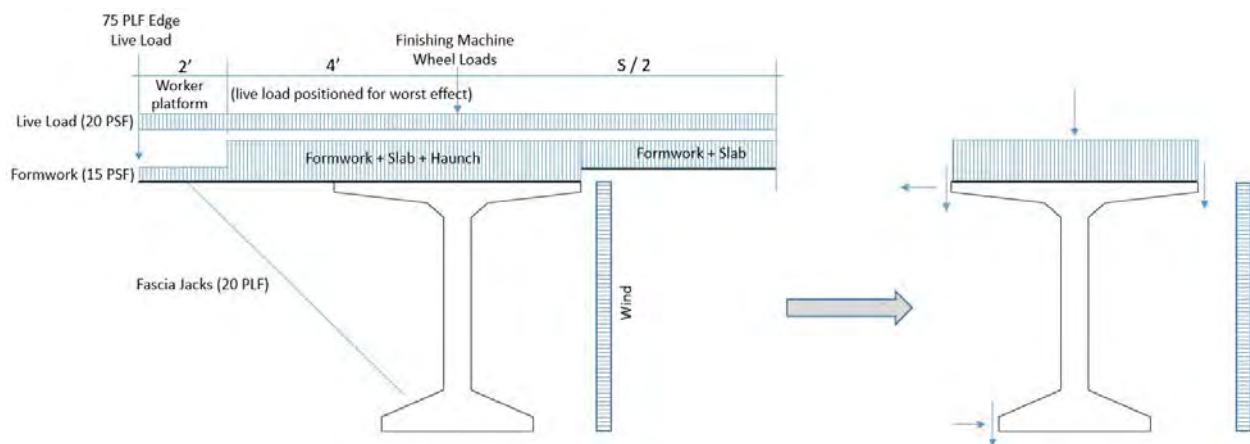 75 PLF Edge
Live Load
Finishing Machine
Wheel Loads
2'
4'
S / 2
Worker
platform
(live load positioned for worst effect)
Live Load (20 PSF)
Formwork + Slab + Haunch
Formwork + Slab
Formwork (15 PSF)
Fascia Jacks (20 PLF)
Wind